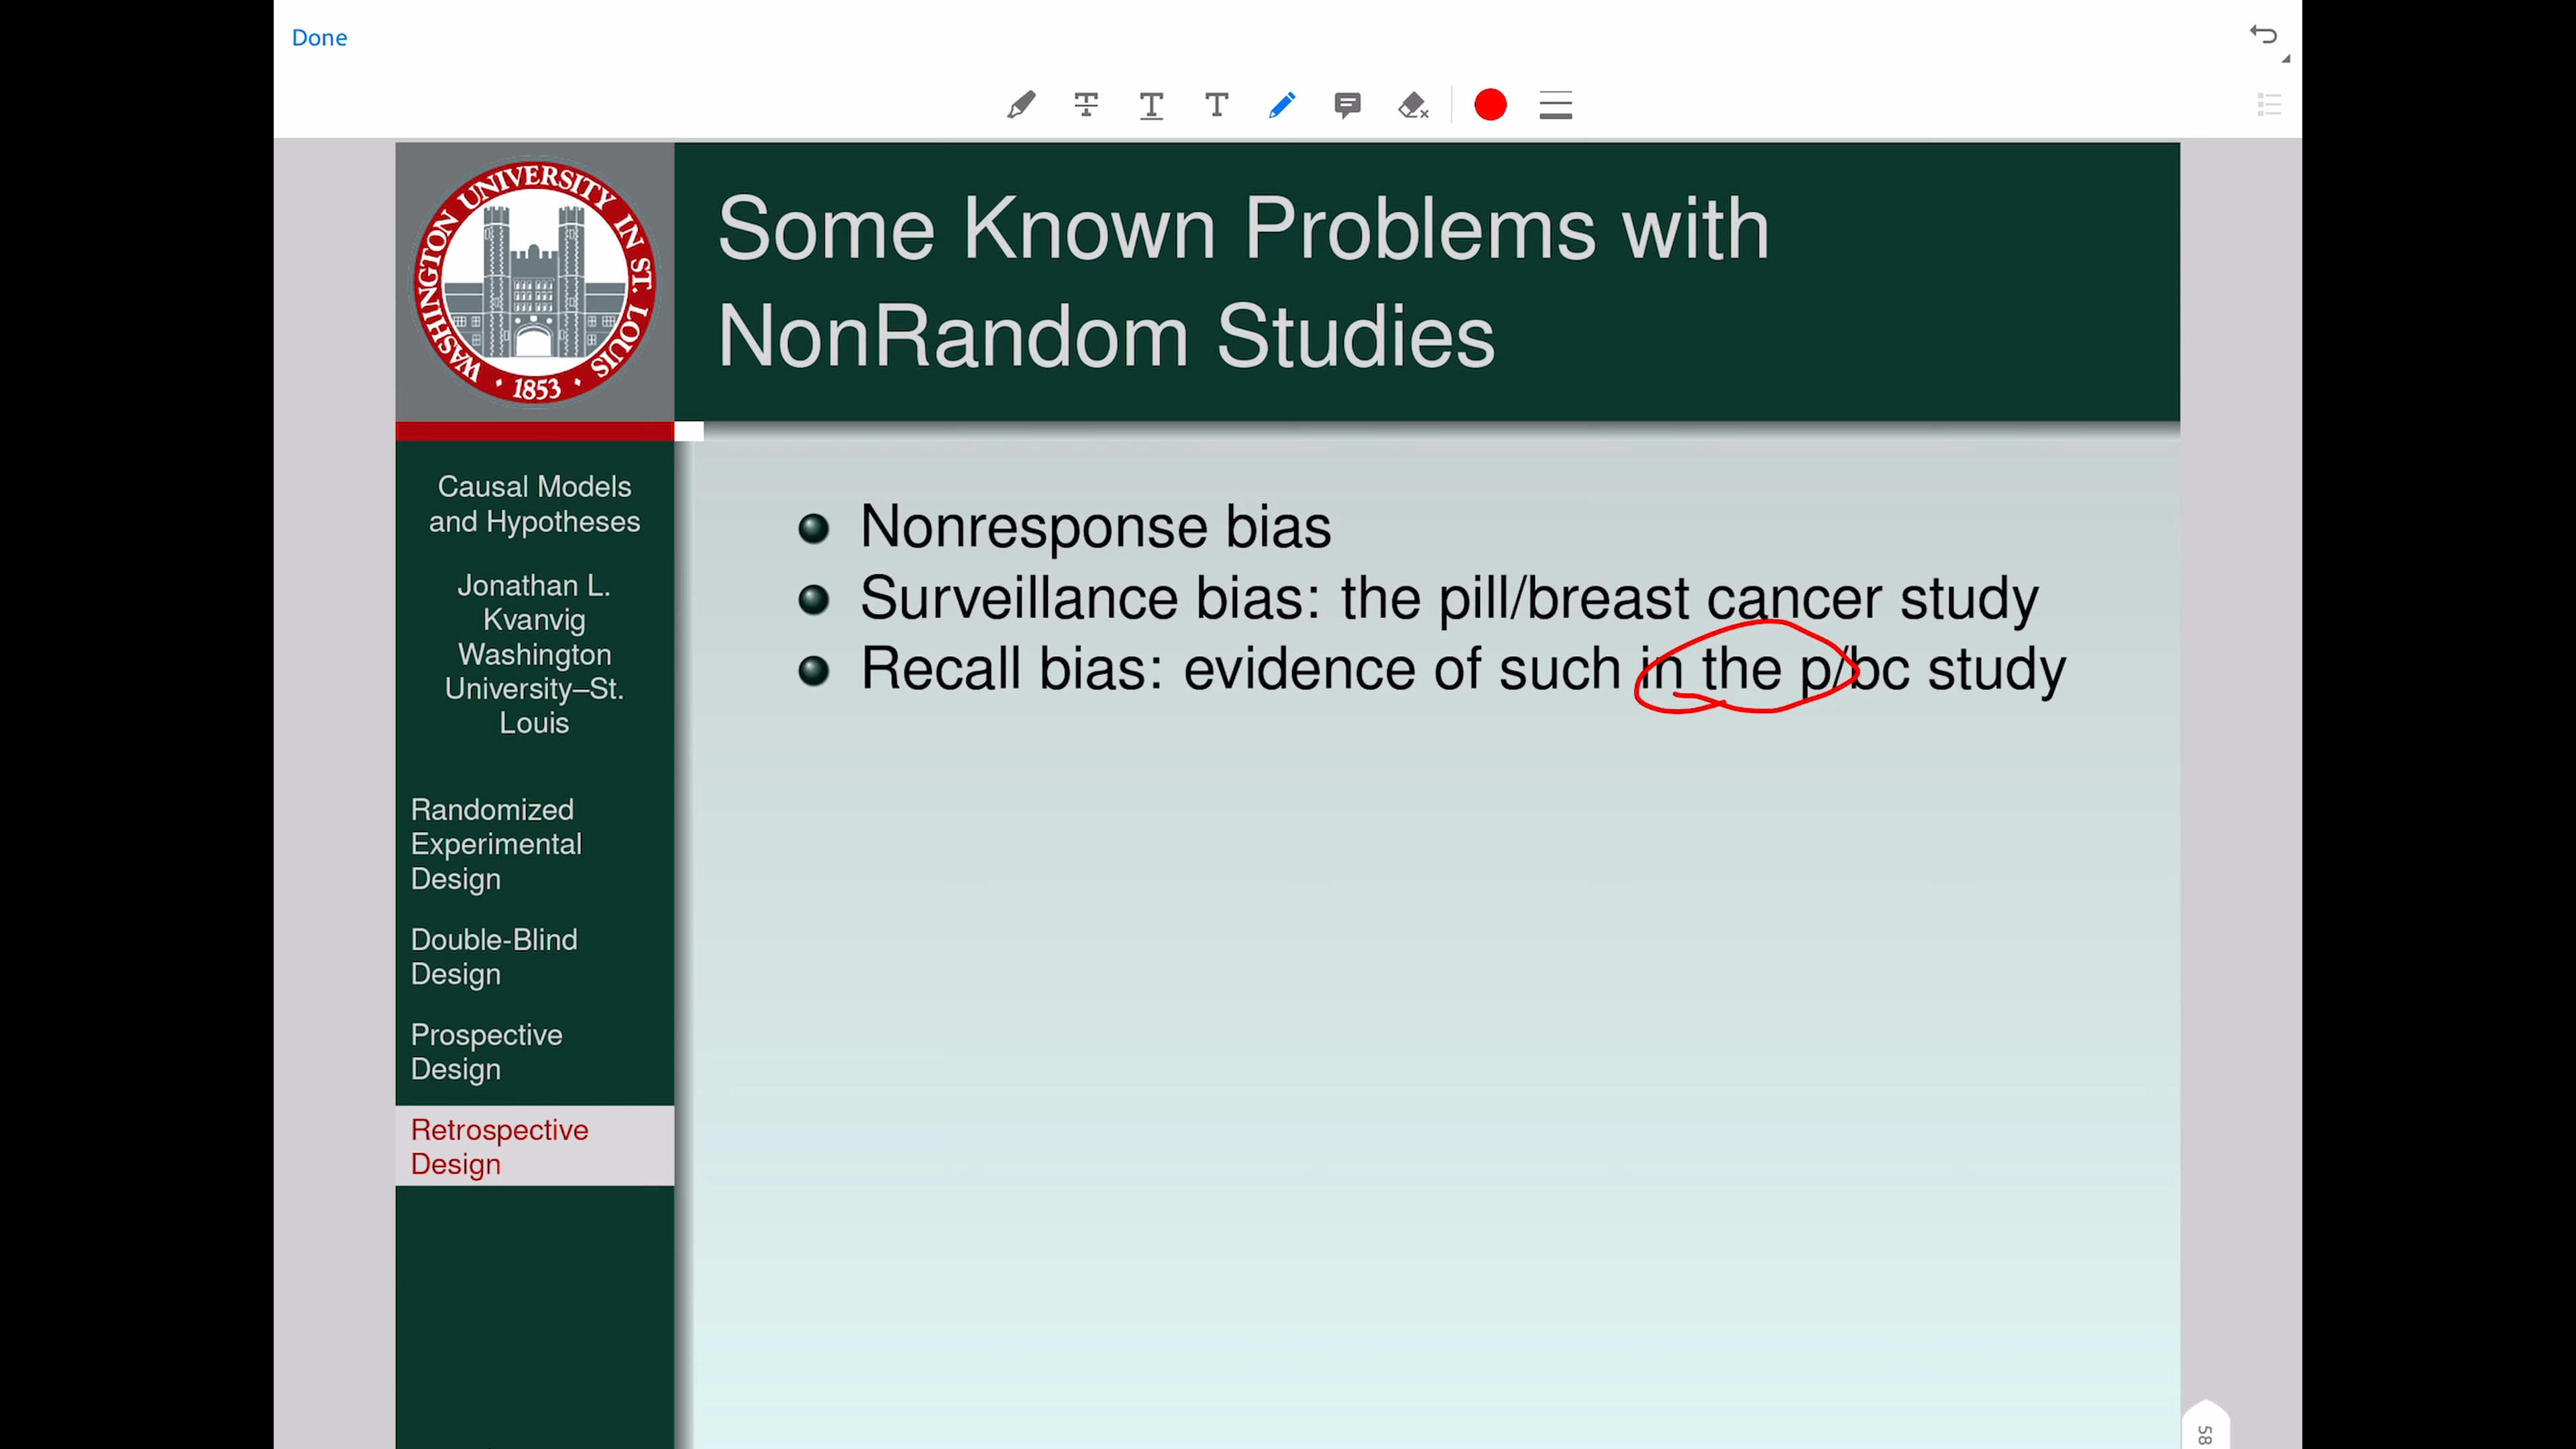 Done
WASHINGTON UNIVERSITY IN ST. LOUIS
1853
Some Known Problems with
NonRandom Studies
Causal Models
and Hypotheses
Jonathan L.
Kvanvig
Washington
University–St.
Louis
Randomized
Experimental
Design
Double-Blind
Design
Prospective
Design
Retrospective
Design
Nonresponse bias
Surveillance bias: the pill/breast cancer study
Recall bias: evidence of such in the p/bc study
58